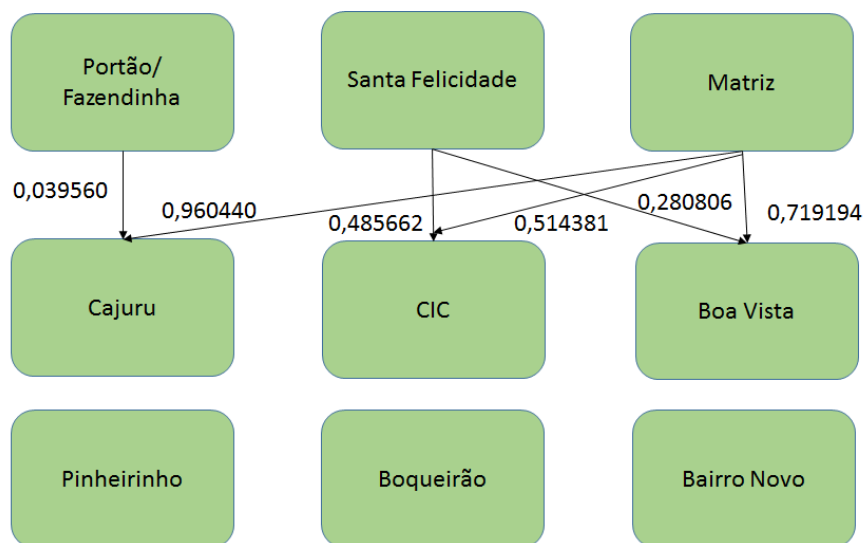 Portão/
Fazendinha
Santa Felicidade
Matriz
0,039560
0,960440
0,485662
0,514381
0,280806
0,719194
Cajuru
CIC
Boa Vista
Pinheirinho
Boqueirão
Bairro Novo